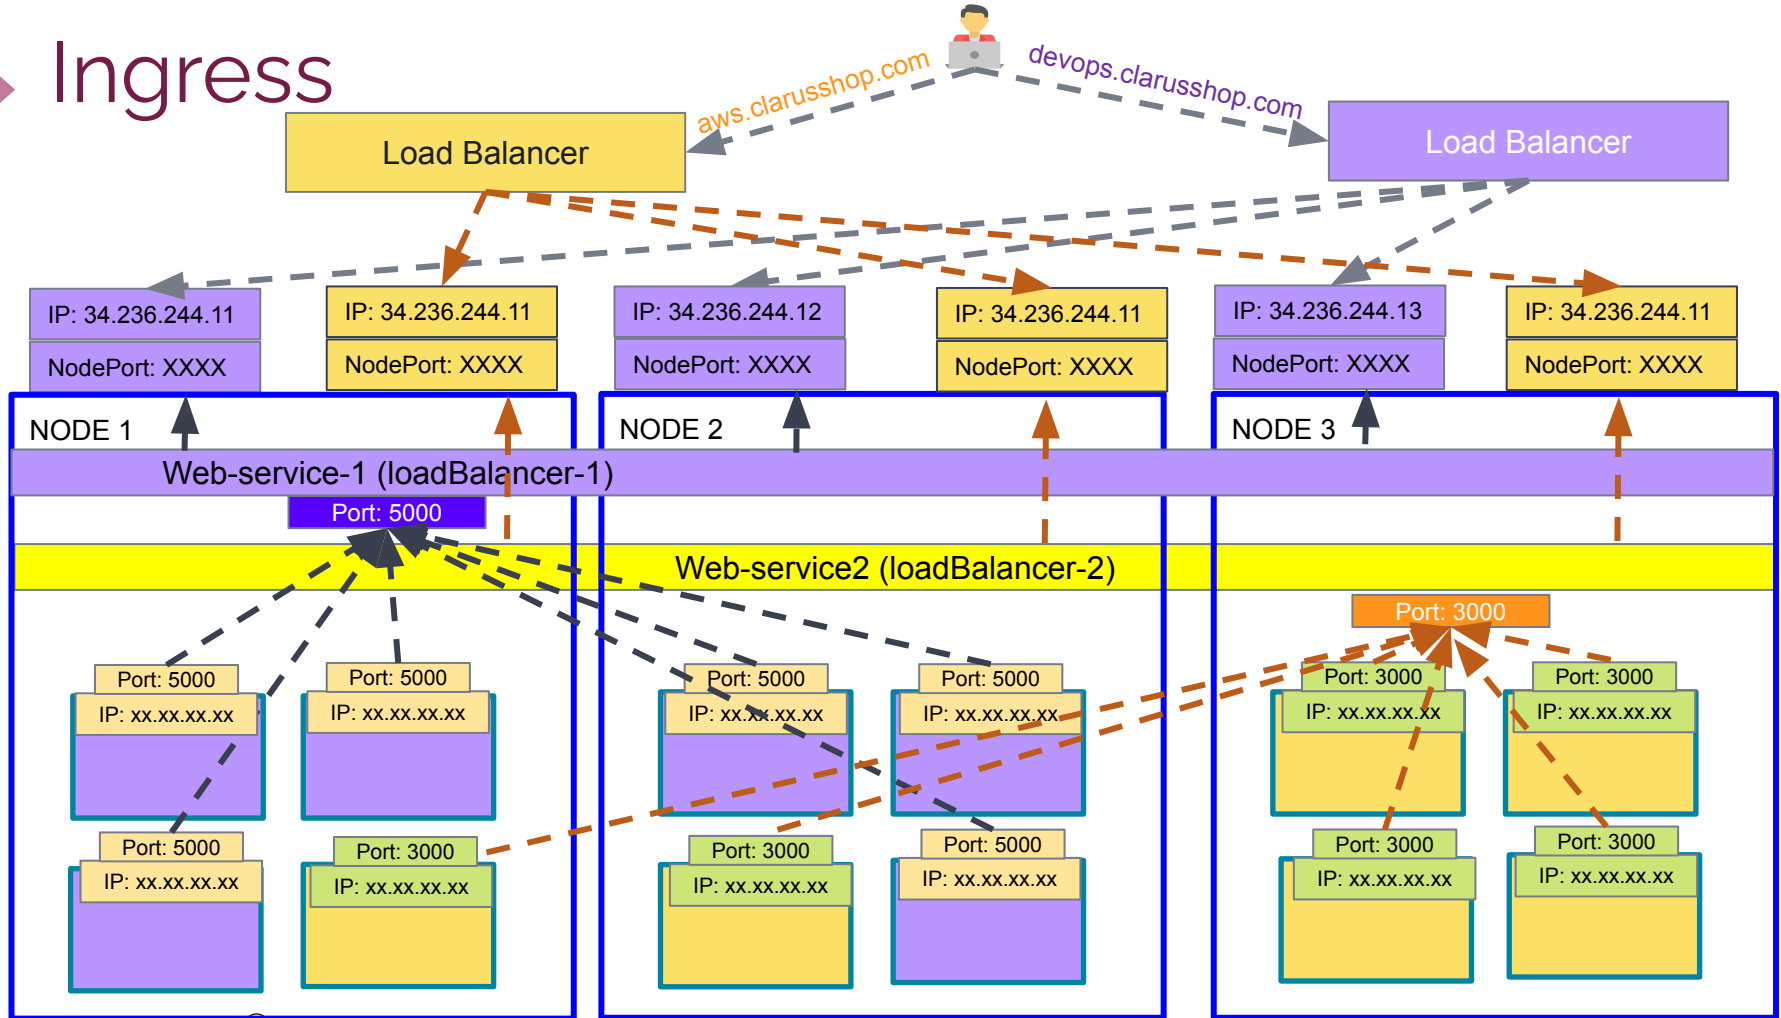 Ingress
aws.clarusshop.com
devops.clarusshop.com
Load Balancer
Load Balancer
IP: 34.236.244.11
NodePort: XXXX
IP: 34.236.244.11
NodePort: XXXX
IP: 34.236.244.12
NodePort: XXXX
IP: 34.236.244.11
NodePort: XXXX
IP: 34.236.244.13
NodePort: XXXX
IP: 34.236.244.11
NodePort: XXXX
NODE 1
NODE 2
NODE 3
Web-service-1 (loadBalancer-1)
Port: 5000
Web-service2 (loadBalancer-2)
Port: 3000
Port: 5000
IP: xx.xx.xx.xx
Port: 5000
IP: xx.xx.xx.xx
Port: 5000
IP: xx.xx.xx.xx
Port: 5000
IP: xx.xx.xx.xx
Port: 3000
IP: xx.xx.xx.xx
Port: 3000
IP: xx.xx.xx.xx
Port: 5000
IP: xx.xx.xx.xx
Port: 3000
IP: xx.xx.xx.xx
Port: 3000
IP: xx.xx.xx.xx
Port: 5000
IP: xx.xx.xx.xx
Port: 3000
IP: xx.xx.xx.xx
Port: 3000
IP: xx.xx.xx.xx